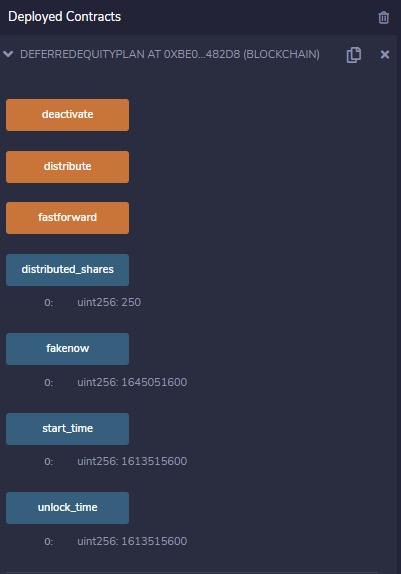 Deployed Contracts
DEFERREDEQUITYPLAN AT 0XBE0...482D8 (BLOCKCHAIN)
deactivate
distribute
fastforward
distributed_shares
0: uint256: 250
fakenow
0: uint256: 1645051600
start_time
0: uint256: 1613515600
unlock_time
0: uint256: 1613515600